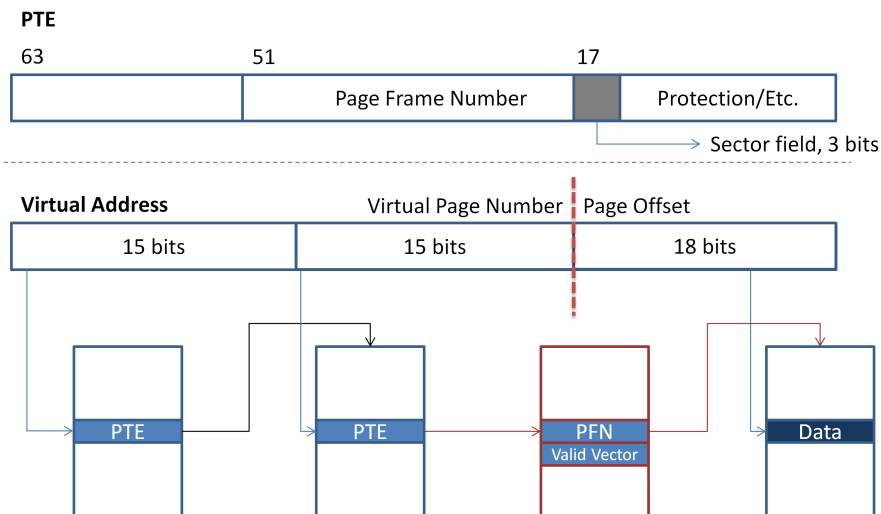 PTE
63 51 17
Page Frame Number Protection/Etc.
Sector field, 3 bits
Virtual Address Virtual Page Number Page Offset
15 bits 15 bits 18 bits
PTE PTE PFN Data
Valid Vector